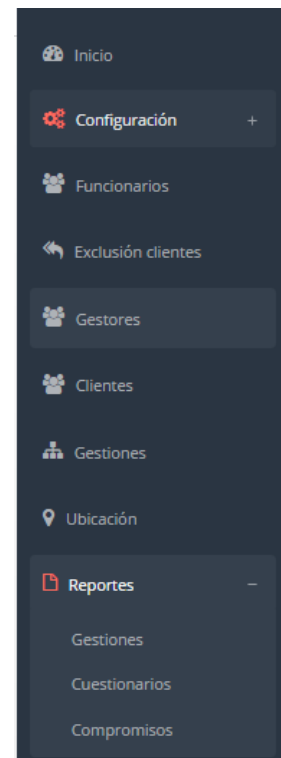 Inicio
Configuración +
Funcionarios
Exclusión clientes
Gestores
Clientes
Gestiones
Ubicación
Reportes −
Gestiones
Cuestionarios
Compromisos